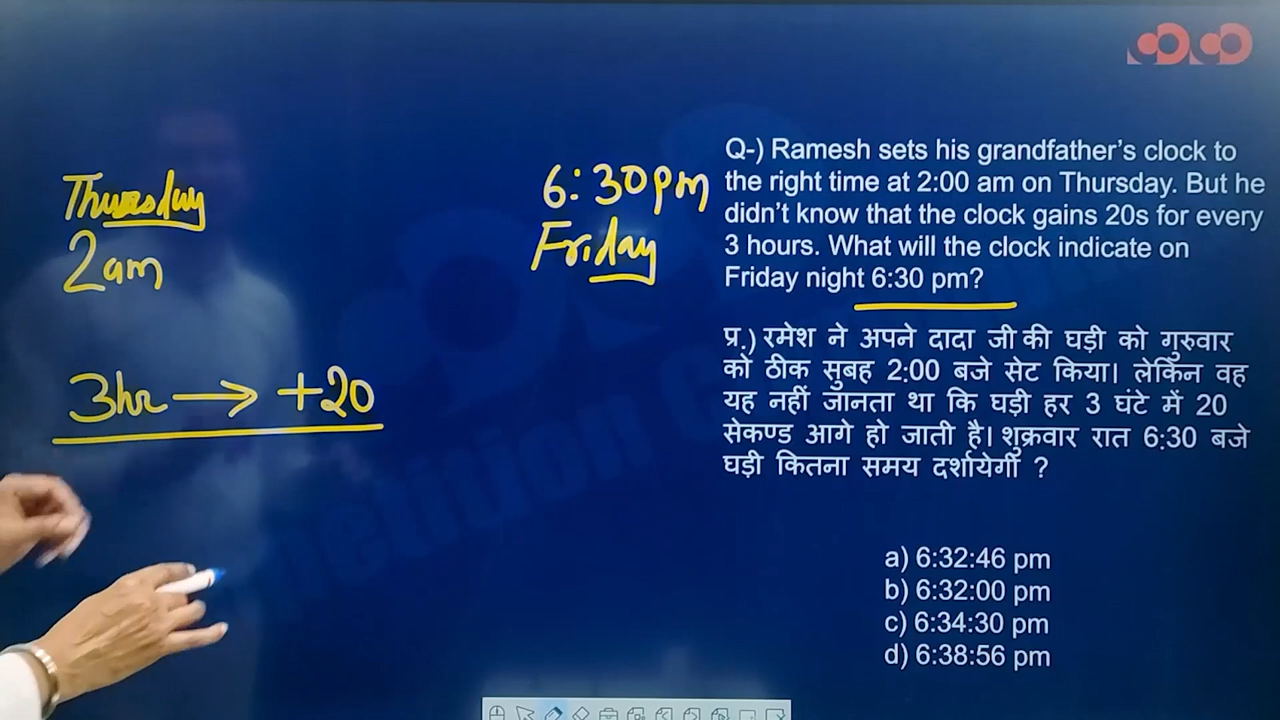 Thursday
2am
3hr → +20
6:30pm
Friday
Q-) Ramesh sets his grandfather's clock to
the right time at 2:00 am on Thursday. But he
didn't know that the clock gains 20s for every
3 hours. What will the clock indicate on
Friday night 6:30 pm?
प्र.) रमेश ने अपने दादा जी की घड़ी को गुरुवार
को ठीक सुबह 2:00 बजे सेट किया। लेकिन वह
यह नहीं जानता था कि घड़ी हर 3 घंटे में 20
सेकण्ड आगे हो जाती है। शुक्रवार रात 6:30 बजे
घड़ी कितना समय दर्शायेगी ?
a) 6:32:46 pm
b) 6:32:00 pm
c) 6:34:30 pm
d) 6:38:56 pm